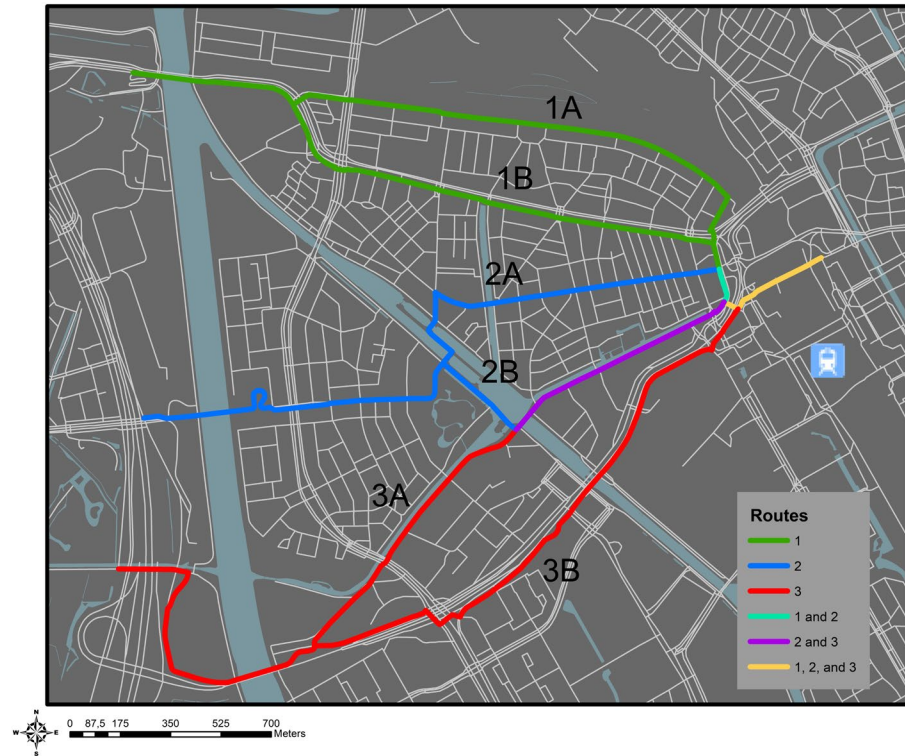 1A
1B
2A
2B
3A
3B
Routes
1
2
3
1 and 2
2 and 3
1, 2, and 3
N
W E
S
0 87,5 175 350 525 700
Meters